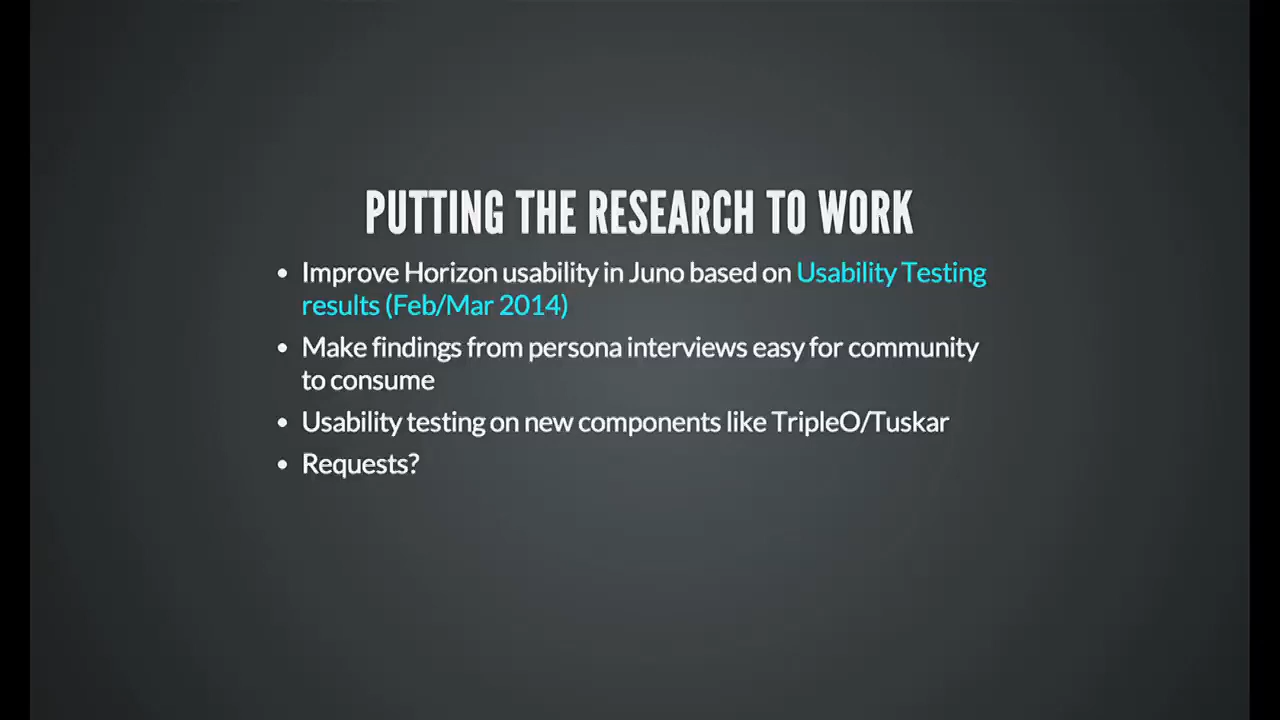 PUTTING THE RESEARCH TO WORK
• Improve Horizon usability in Juno based on Usability Testing
results (Feb/Mar 2014)
• Make findings from persona interviews easy for community
to consume
• Usability testing on new components like TripleO/Tuskar
• Requests?